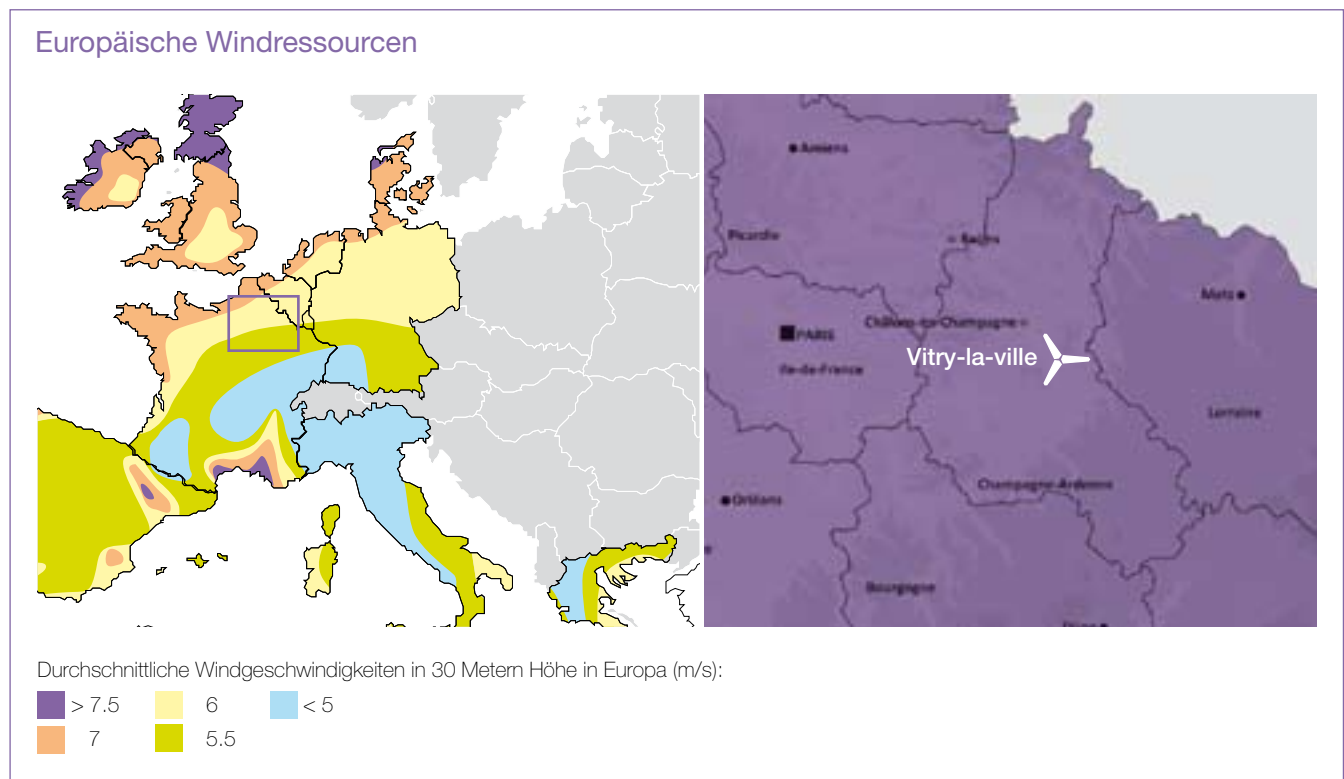 Europäische Windressourcen
Amiens
Picardie
Reims
Metz
Châlons-en-Champagne
PARIS
Vitry-la-ville
Ile-de-France
Lorraine
Champagne-Ardenne
Orléans
Bourgogne
Durchschnittliche Windgeschwindigkeiten in 30 Metern Höhe in Europa (m/s):
> 7.5 6 < 5
7 5.5